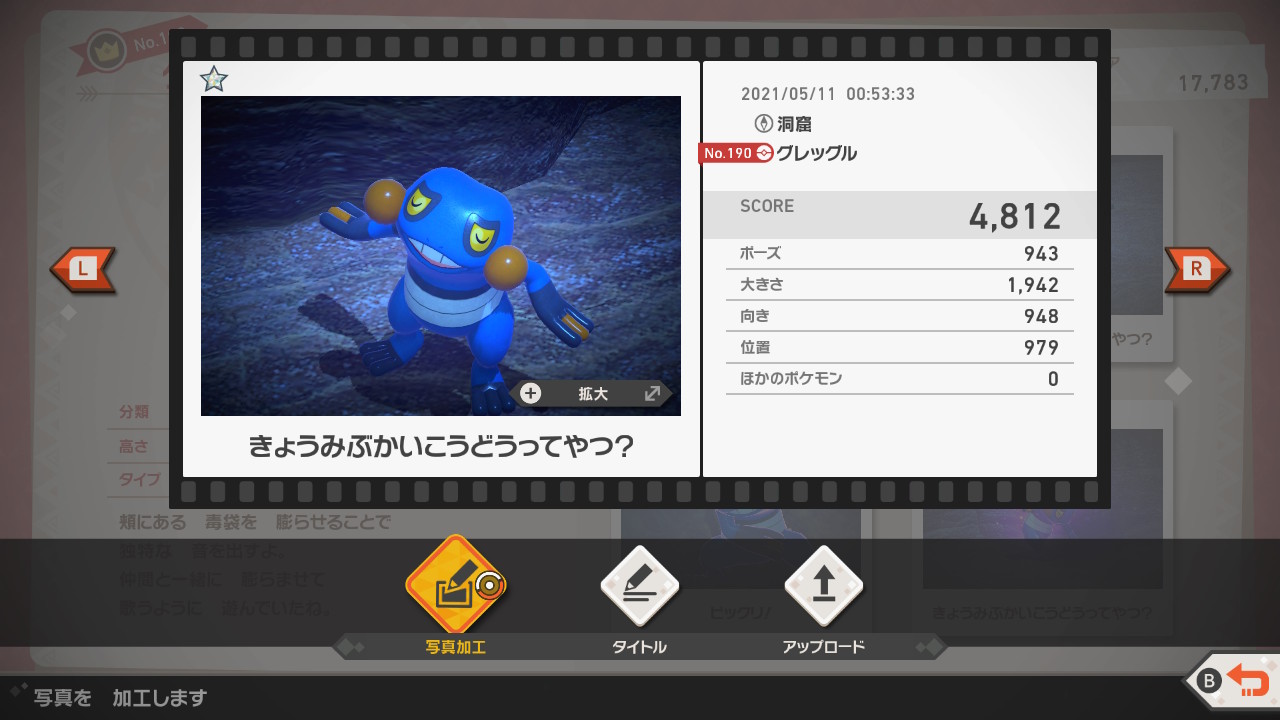 No.1
17,783
2021/05/11 00:53:33
洞窟
No.190 グレッグル
SCORE 4,812
ポーズ 943
大きさ 1,942
向き 948
位置 979
ほかのポケモン 0
+ 拡大
きょうみぶかいこうどうってやつ?
L
R
やつ?
分類
高さ
タイプ
頬にある 毒袋を 膨らせることで
独特な 音を出すよ。
仲間と一緒に 膨らませて
歌うように 遊んでいたね。
ビックリ!
きょうみぶかいこうどうってやつ?
写真加工
タイトル
アップロード
写真を 加工します
B